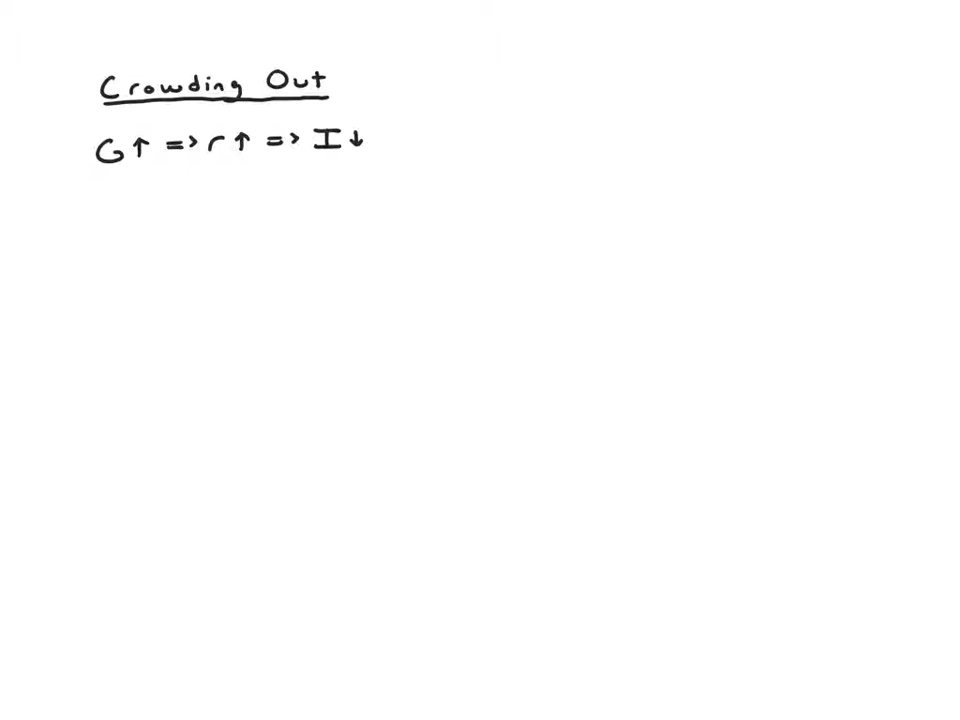 Crowding Out
G↑ => r↑ => I↓